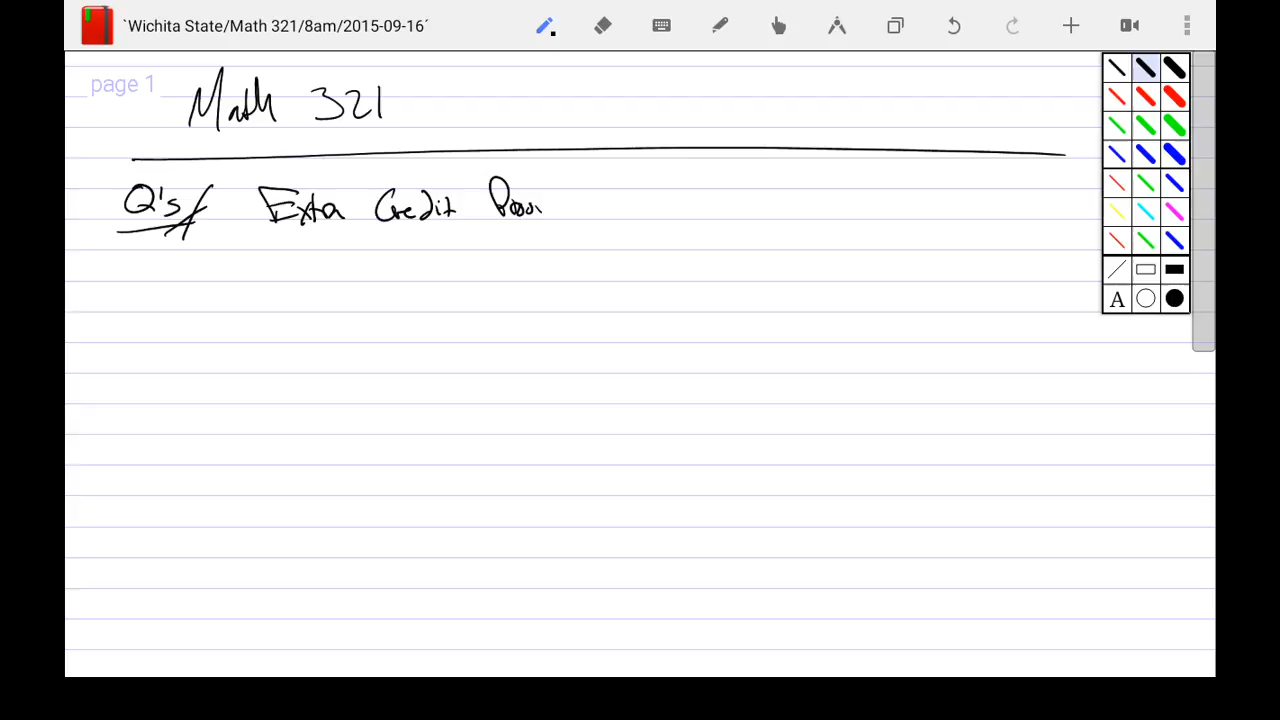 `Wichita State/Math 321/8am/2015-09-16´
page 1
Math 321
Q's Extra Credit
A